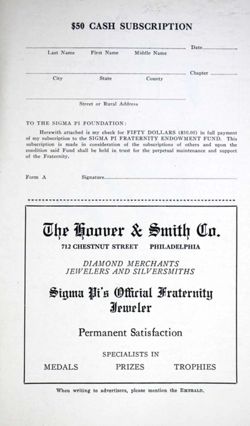 $50 CASH SUBSCRIPTION
Date
Last Name First Name Middle Name
Chapter
City State County
Street or Rural Address
TO THE SIGMA PI FOUNDATION:
Herewith attached is my check for FIFTY DOLLARS ($50.00) in full payment
of my subscription to the SIGMA PI FRATERNITY ENDOWMENT FUND. This
subscription is made in consideration of the subscriptions of others and upon the
condition said Fund shall be held in trust for the perpetual maintenance and support
of the Fraternity.
Form A Signature
The Hoover & Smith Co.
712 CHESTNUT STREET PHILADELPHIA
DIAMOND MERCHANTS
JEWELERS AND SILVERSMITHS
Sigma Pi's Official Fraternity
Jeweler
Permanent Satisfaction
SPECIALISTS IN
MEDALS PRIZES TROPHIES
When writing to advertisers, please mention the EMERALD.